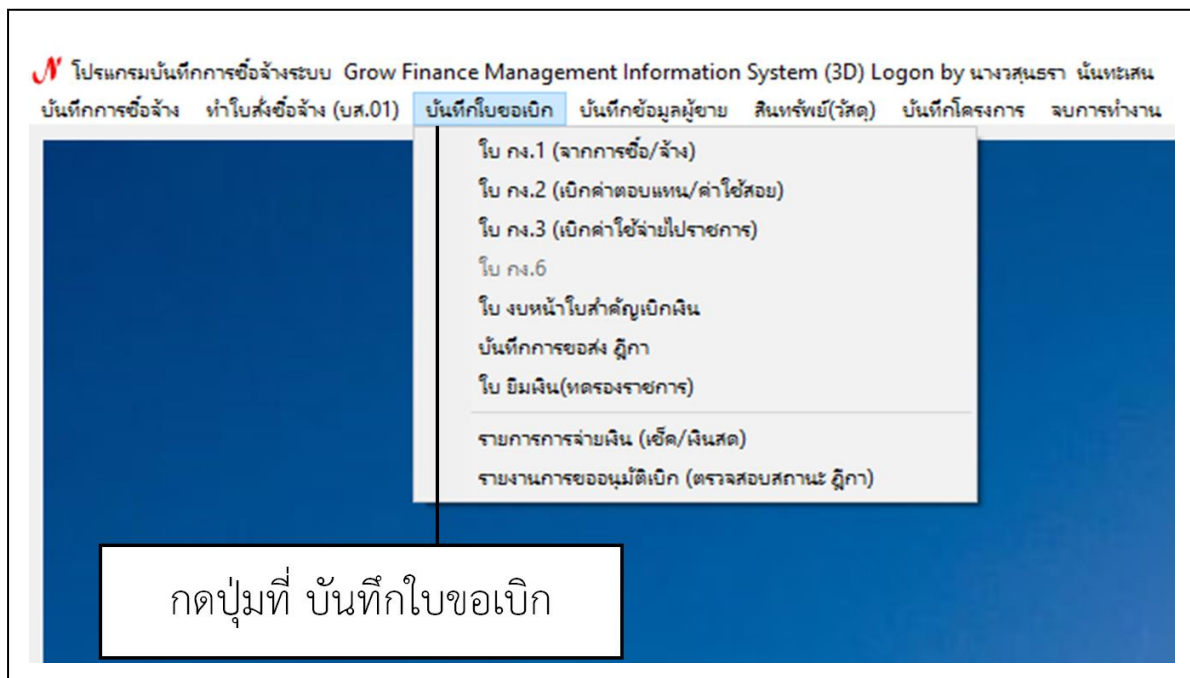 N โปรแกรมบันทึกการซื้อจ้างระบบ Grow Finance Management Information System (3D) Logon by นางวสุนธรา นันทะเสน
บันทึกการซื้อจ้าง ทำใบสั่งซื้อจ้าง (บส.01) บันทึกใบขอเบิก บันทึกข้อมูลผู้ขาย สินทรัพย์(วัสดุ) บันทึกโครงการ จบการทำงาน
ใบ กง.1 (จากการซื้อ/จ้าง)
ใบ กง.2 (เบิกค่าตอบแทน/ค่าใช้สอย)
ใบ กง.3 (เบิกค่าใช้จ่ายไปราชการ)
ใบ กง.6
ใบ งบหน้าใบสำคัญเบิกเงิน
บันทึกการขอส่ง ฎีกา
ใบ ยืมเงิน(ทดรองราชการ)
รายการการจ่ายเงิน (เช็ค/เงินสด)
รายงานการขออนุมัติเบิก (ตรวจสอบสถานะ ฎีกา)
กดปุ่มที่ บันทึกใบขอเบิก